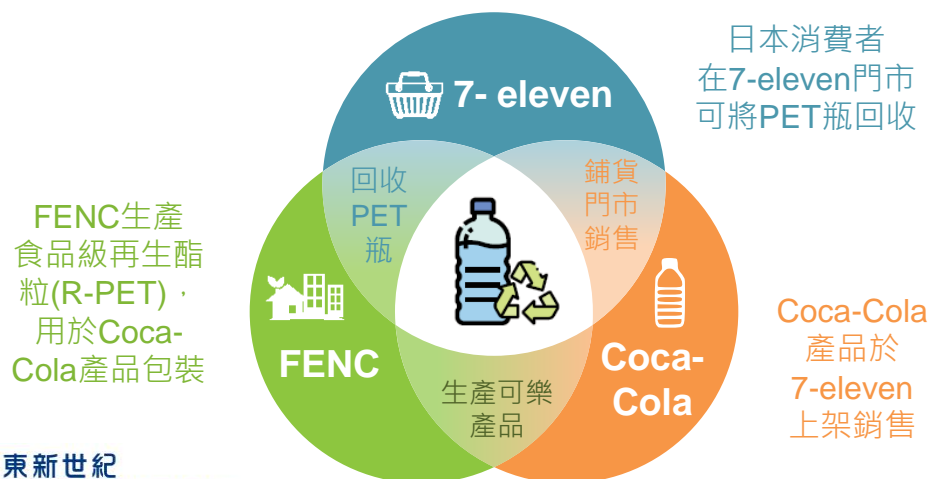 7- eleven
日本消費者
在7-eleven門市
可將PET瓶回收
回收
PET
瓶
鋪貨
門市
銷售
FENC生產
食品級再生酯
粒(R-PET)，
用於Coca-
Cola產品包裝
FENC
Coca-
Cola
生產可樂
產品
Coca-Cola
產品於
7-eleven
上架銷售
東新世紀